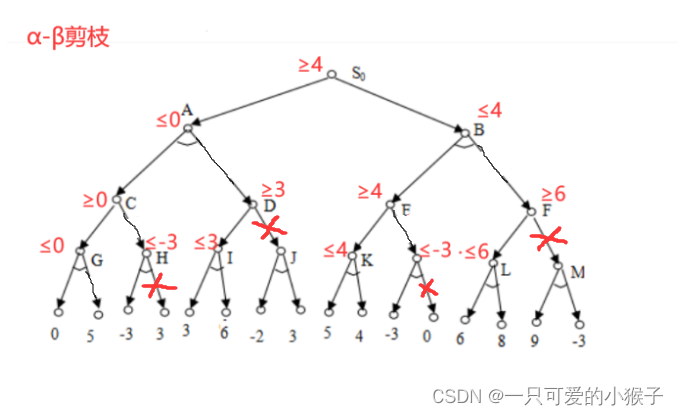 α-β剪枝
≥4 S₀
≤0 A ≤4 B
≥0 C ≥3 D ≥4 E ≥6 F
≤0 G ≤-3 H ≤3 I J ≤4 K ≤-3 ·≤6 L M
0 5 -3 3 3 6 -2 3 5 4 -3 0 6 8 9 -3
CSDN @一只可爱的小猴子